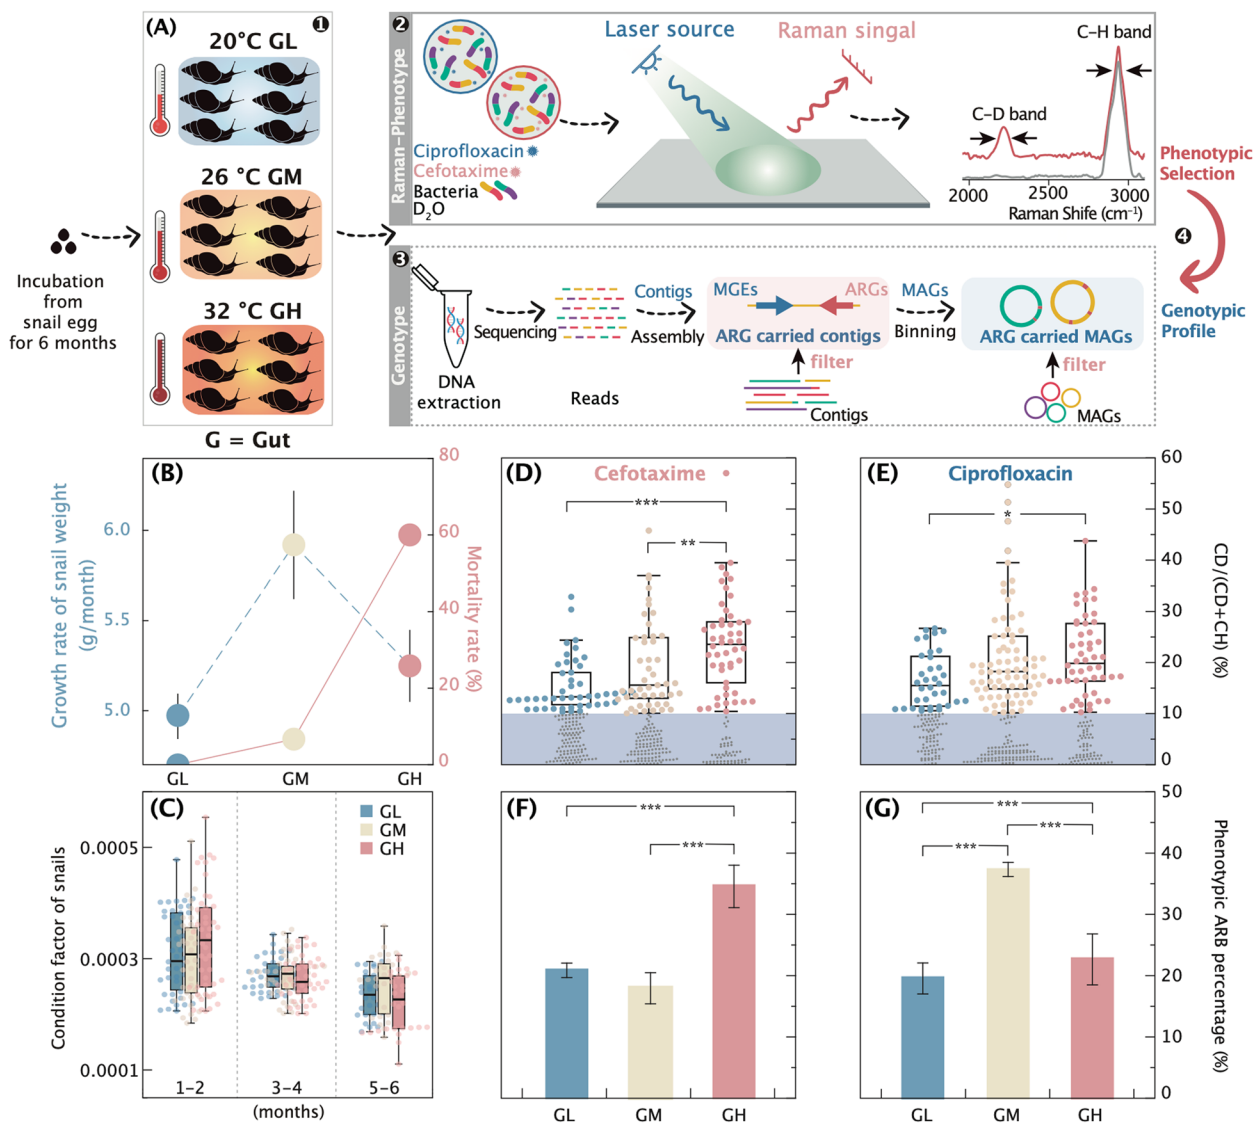 (A)
❶
20°C GL
26 °C GM
32 °C GH
G = Gut
Incubation
from
snail egg
for 6 months
❷
Raman-Phenotype
Ciprofloxacin
Cefotaxime
Bacteria
D2O
Laser source
Raman singal
C-H band
C-D band
2000 2500 3000
Raman Shife (cm⁻¹)
Phenotypic
Selection
❹
Genotypic
Profile
❸
Genotype
DNA
extraction
Sequencing
Reads
Contigs
Assembly
MGEs ARGs
ARG carried contigs
filter
Contigs
MAGs
Binning
ARG carried MAGs
filter
MAGs
(B)
Growth rate of snail weight
(g/month)
6.0
5.5
5.0
80
60
40
20
0
Mortality rate (%)
GL GM GH
(C)
Condition factor of snails
0.0005
0.0003
0.0001
GL
GM
GH
1-2 3-4 5-6
(months)
(D)
Cefotaxime
***
**
(E)
Ciprofloxacin
*
60
50
40
30
20
10
0
CD/(CD+CH) (%)
(F)
***
***
GL GM GH
(G)
***
***
***
GL GM GH
50
40
30
20
10
0
Phenotypic ARB percentage (%)